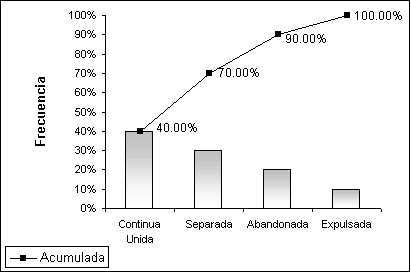 100%
90%
80%
70%
60%
50%
40%
30%
20%
10%
0%
Frecuencia
100.00%
90.00%
70.00%
40.00%
Continua
Unida
Separada
Abandonada
Expulsada
Acumulada